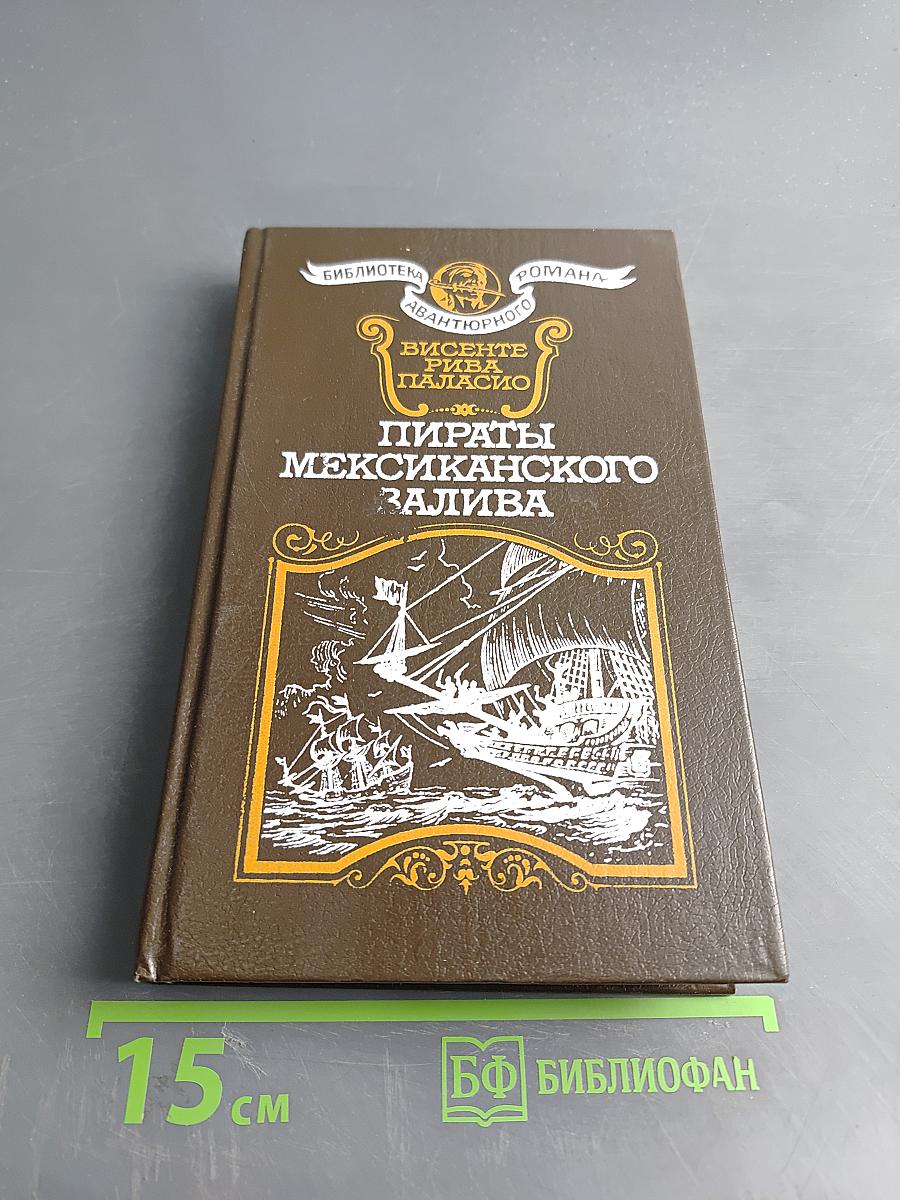 БИБЛИОТЕКА
АВАНТЮРНОГО
РОМАНА
ВИСЕНТЕ
РИВА
ПАЛАСИО
ПИРАТЫ
МЕКСИКАНСКОГО
ЗАЛИВА
15 см
БФ БИБЛИОФАН